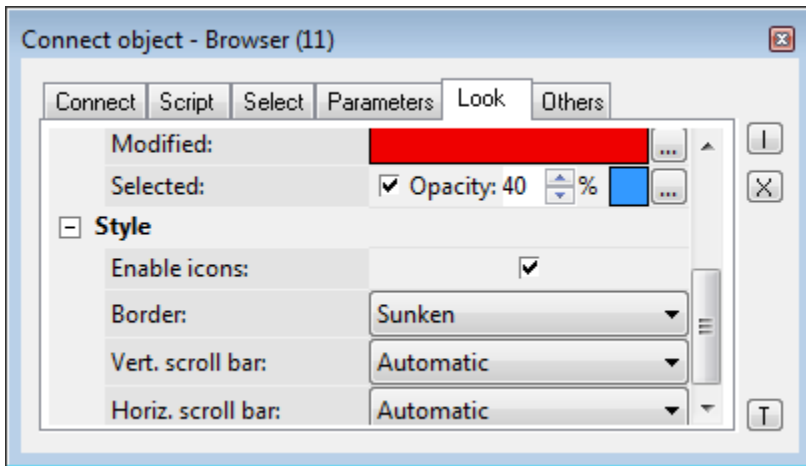 Connect object - Browser (11)
Connect Script Select Parameters Look Others
Modified: ...
Selected: Opacity: 40 % ...
Style
Enable icons:
Border: Sunken
Vert. scroll bar: Automatic
Horiz. scroll bar: Automatic
I
X
T